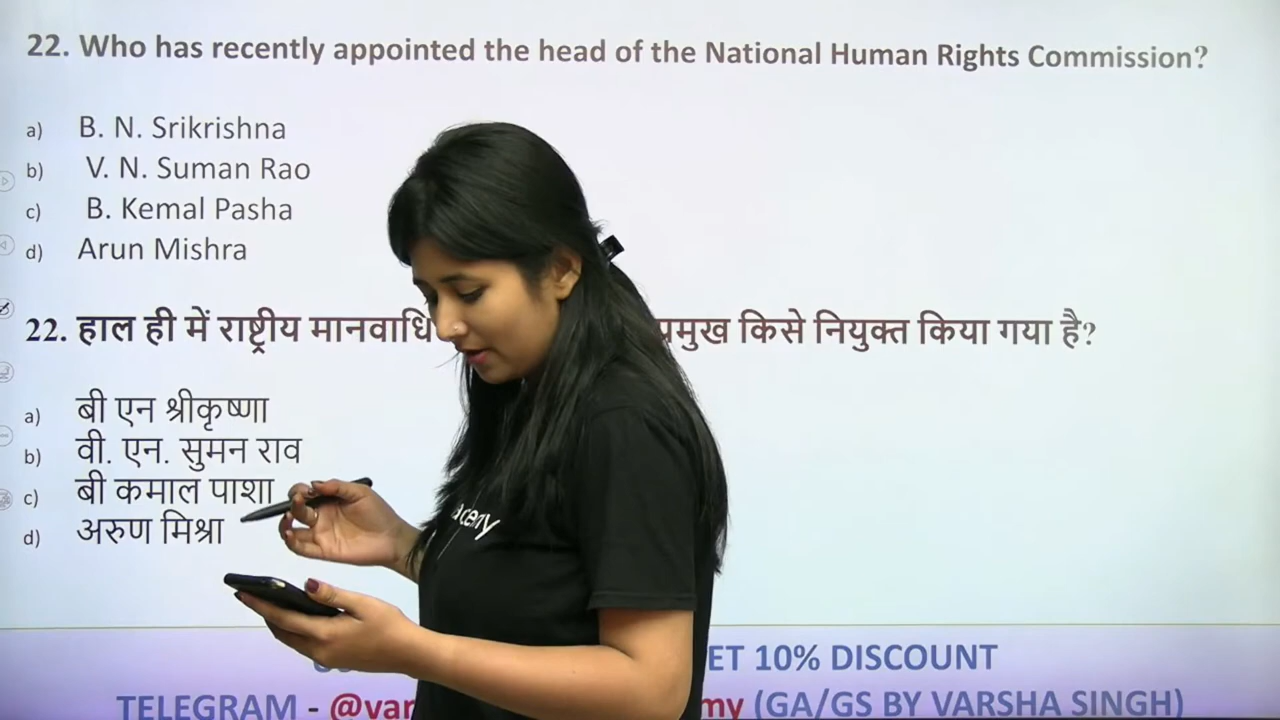 22. Who has recently appointed the head of the National Human Rights Commission?
a) B. N. Srikrishna
b) V. N. Suman Rao
c) B. Kemal Pasha
d) Arun Mishra
22. हाल ही में राष्ट्रीय मानवाधि प्रमुख किसे नियुक्त किया गया है?
a) बी एन श्रीकृष्णा
b) वी. एन. सुमन राव
c) बी कमाल पाशा
d) अरुण मिश्रा
ademy
ET 10% DISCOUNT
TELEGRAM - @var my (GA/GS BY VARSHA SINGH)